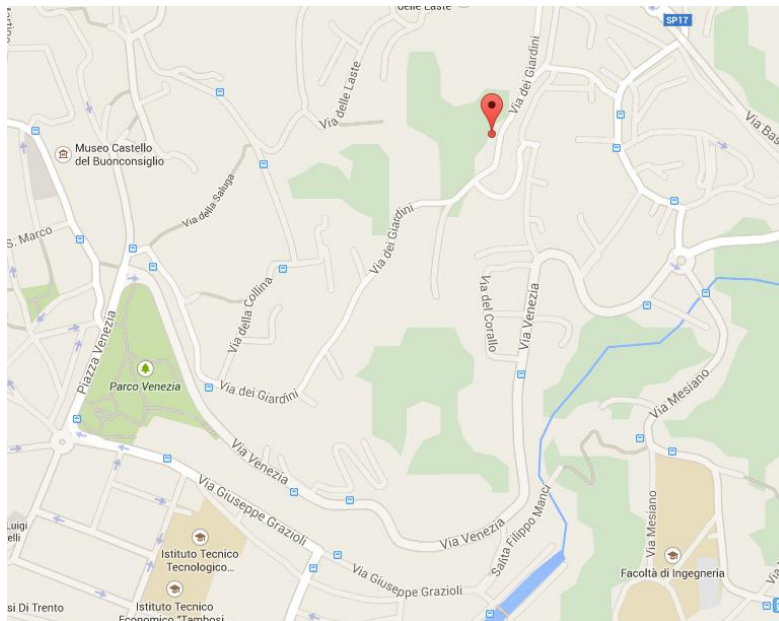 delle Laste
SP17
Via dei Giardini
Via delle Laste
Via Bas
Museo Castello
del Buonconsiglio
Via della Saluga
S. Marco
Via dei Giardini
Via della Collina
Via del Corallo
Via Venezia
Piazza Venezia
Parco Venezia
Via dei Giardini
Via Mesiano
Via Venezia
Via Giuseppe Grazioli
Salita Filippo Manci
Via Mesiano
Luigi
elli
Via Venezia
Istituto Tecnico
Tecnologico...
Via Giuseppe Grazioli
Facoltà di Ingegneria
si Di Trento
Istituto Tecnico
Economico "Tambosi